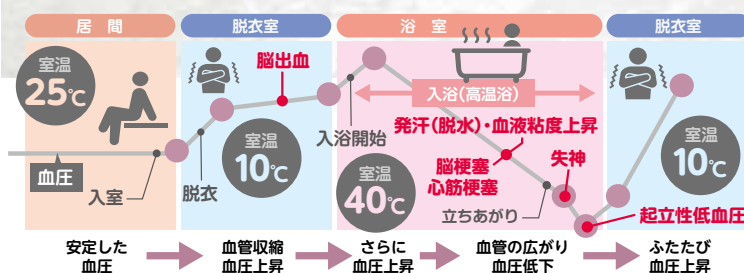 居間
脱衣室
浴室
脱衣室
室温
25℃
血圧
入室
脱衣
脳出血
室温
10℃
入浴開始
入浴(高温浴)
発汗(脱水)・血液粘度上昇
脳梗塞
心筋梗塞
室温
40℃
立ちあがり
失神
起立性低血圧
室温
10℃
安定した
血圧
血管収縮
血圧上昇
さらに
血圧上昇
血管の広がり
血圧低下
ふたたび
血圧上昇